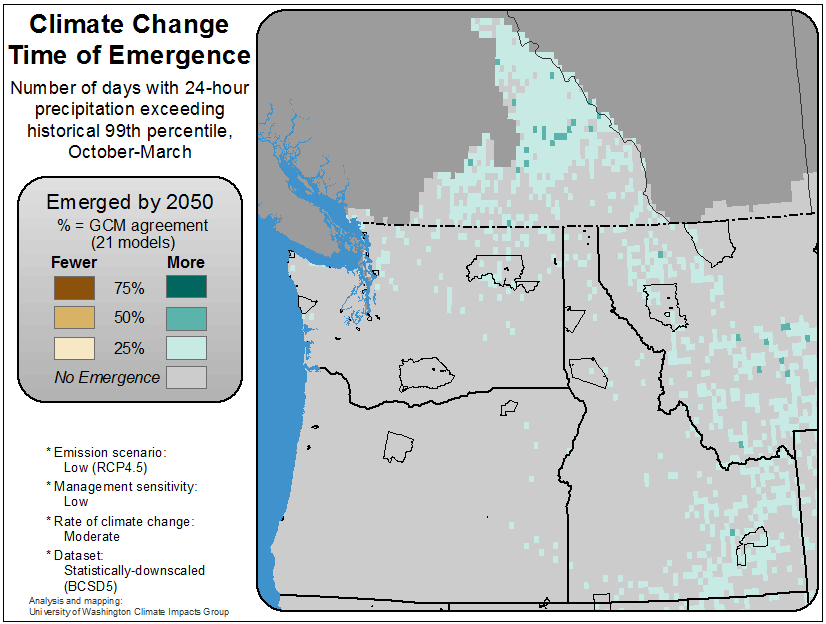 Climate Change
Time of Emergence
Number of days with 24-hour
precipitation exceeding
historical 99th percentile,
October-March
Emerged by 2050
% = GCM agreement
(21 models)
Fewer More
75%
50%
25%
No Emergence
* Emission scenario:
Low (RCP4.5)
* Management sensitivity:
Low
* Rate of climate change:
Moderate
* Dataset:
Statistically-downscaled
(BCSD5)
Analysis and mapping:
University of Washington Climate Impacts Group